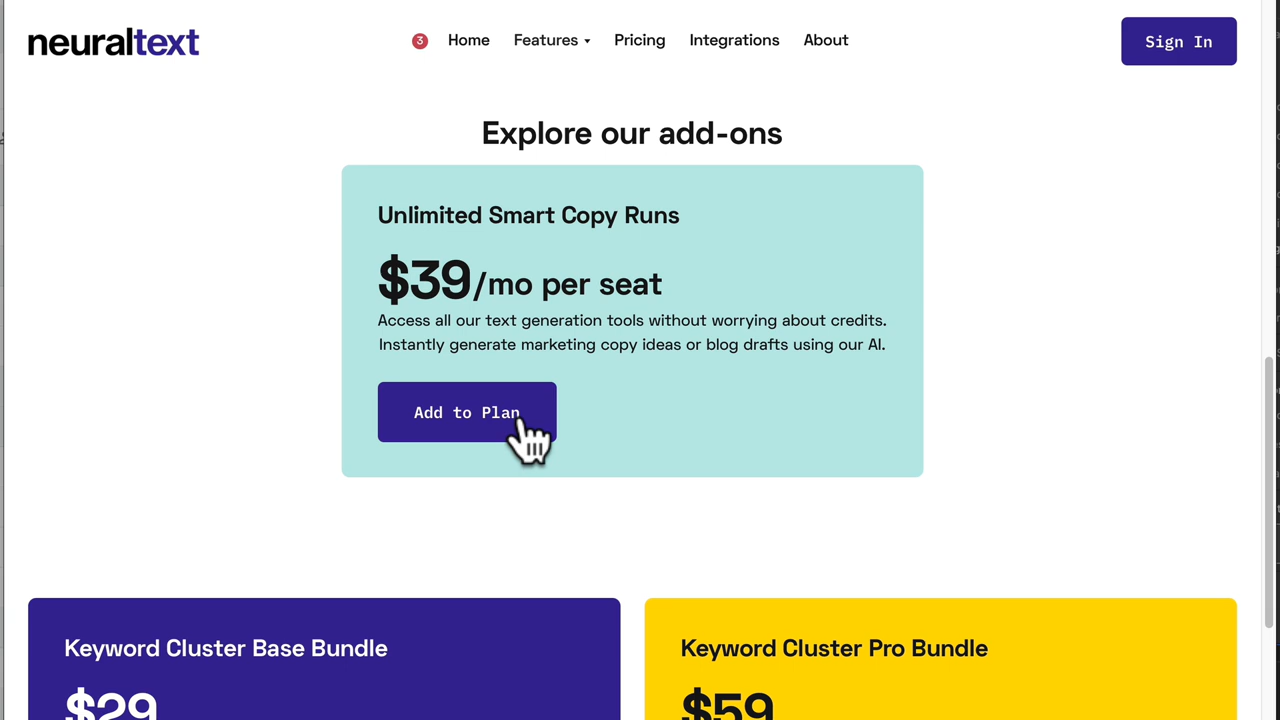 neuraltext
3
Home
Features
Pricing
Integrations
About
Sign In
Explore our add-ons
Unlimited Smart Copy Runs
$39/mo per seat
Access all our text generation tools without worrying about credits.
Instantly generate marketing copy ideas or blog drafts using our AI.
Add to Plan
Keyword Cluster Base Bundle
$29
Keyword Cluster Pro Bundle
$59